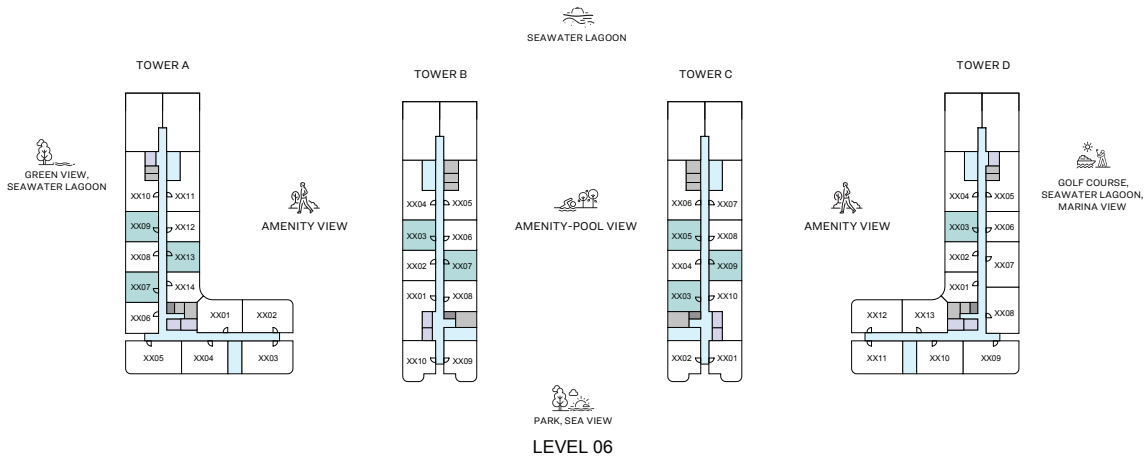 SEAWATER LAGOON
TOWER A
TOWER B
TOWER C
TOWER D
GREEN VIEW,
SEAWATER LAGOON
AMENITY VIEW
AMENITY-POOL VIEW
AMENITY VIEW
GOLF COURSE,
SEAWATER LAGOON,
MARINA VIEW
XX10 XX11
XX09 XX12
XX08 XX13
XX07 XX14
XX06 XX01 XX02
XX05 XX04 XX03
XX04 XX05
XX03 XX06
XX02 XX07
XX01 XX08
XX10 XX09
XX06 XX07
XX05 XX08
XX04 XX09
XX03 XX10
XX02 XX01
XX04 XX05
XX03 XX06
XX02 XX07
XX01
XX12 XX13 XX08
XX11 XX10 XX09
PARK, SEA VIEW
LEVEL 06